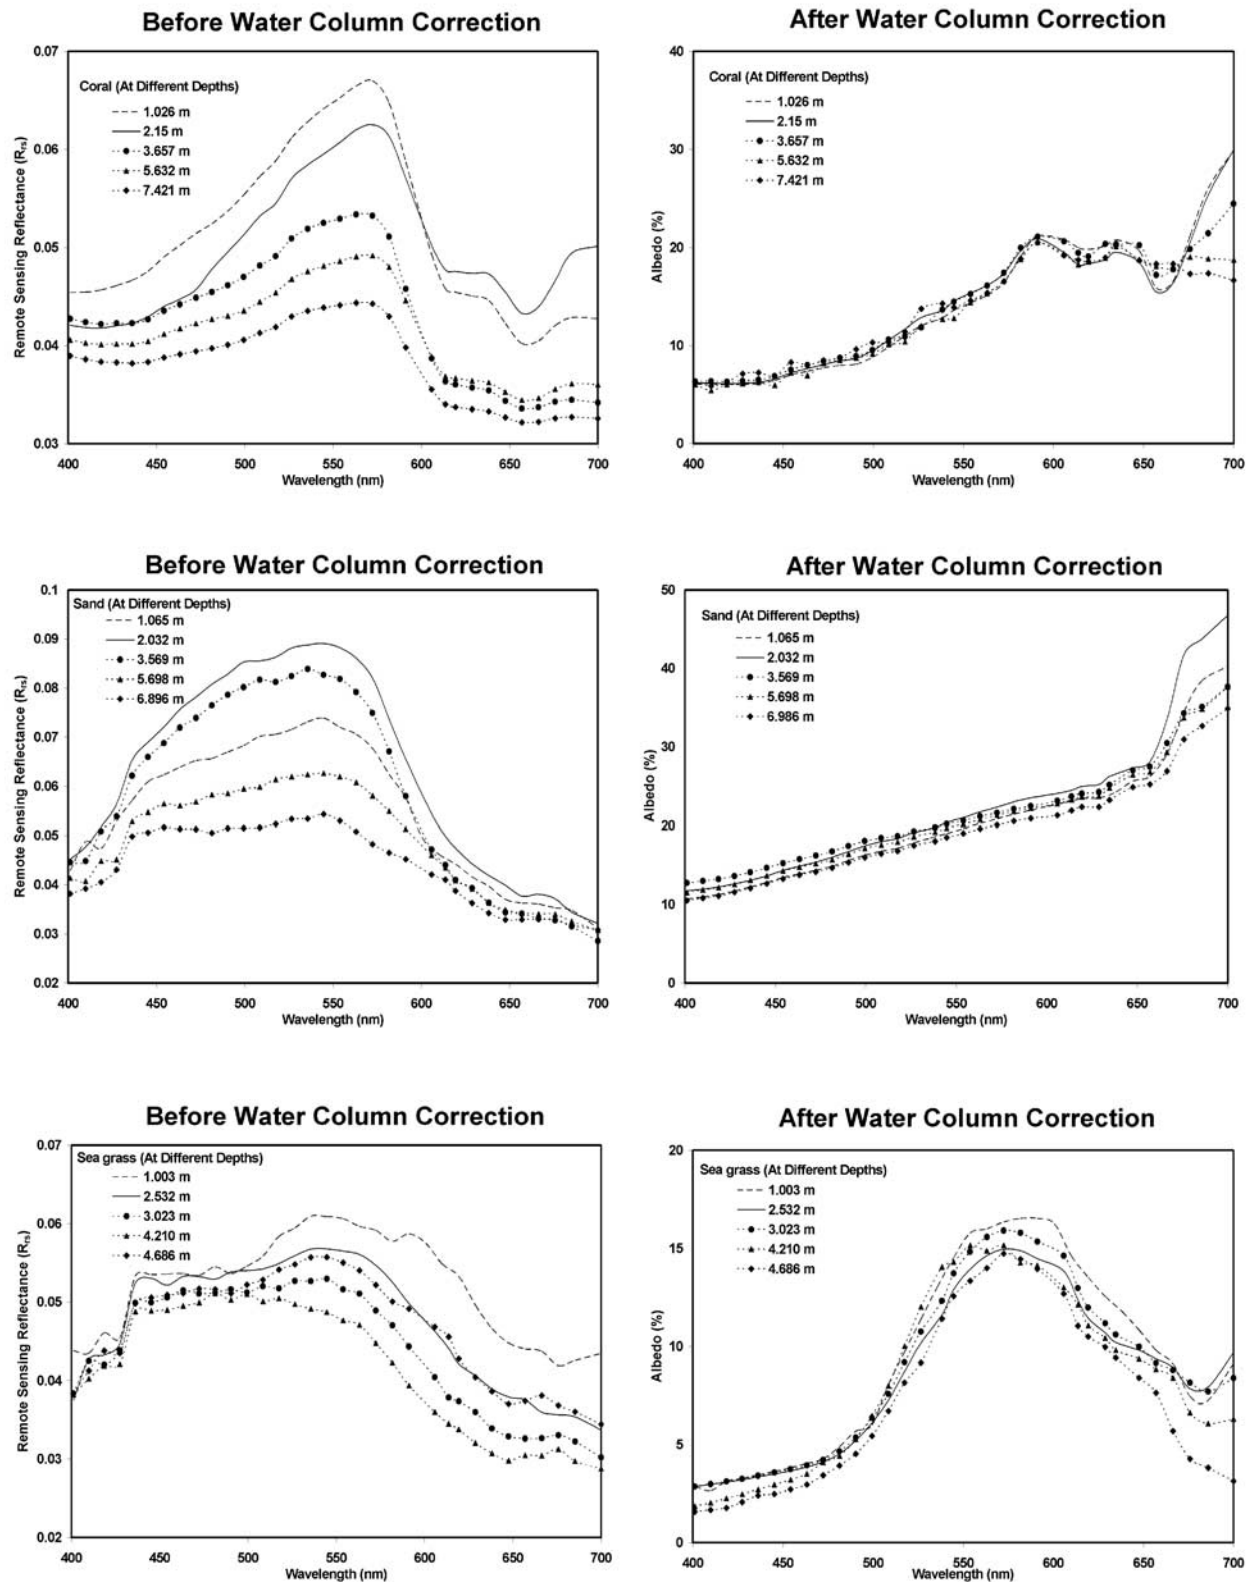 Before Water Column Correction
0.07
0.06
0.05
0.04
0.03
Remote Sensing Reflectance (Rrs)
Coral (At Different Depths)
1.026 m
2.15 m
3.657 m
5.632 m
7.421 m
400 450 500 550 600 650 700
Wavelength (nm)
After Water Column Correction
40
30
20
10
0
Albedo (%)
Coral (At Different Depths)
1.026 m
2.15 m
3.657 m
5.632 m
7.421 m
400 450 500 550 600 650 700
Wavelength (nm)
Before Water Column Correction
0.1
0.09
0.08
0.07
0.06
0.05
0.04
0.03
0.02
Remote Sensing Reflectance (Rrs)
Sand (At Different Depths)
1.065 m
2.032 m
3.569 m
5.698 m
6.896 m
400 450 500 550 600 650 700
Wavelength (nm)
After Water Column Correction
50
40
30
20
10
0
Albedo (%)
Sand (At Different Depths)
1.065 m
2.032 m
3.569 m
5.698 m
6.986 m
400 450 500 550 600 650 700
Wavelength (nm)
Before Water Column Correction
0.07
0.06
0.05
0.04
0.03
0.02
Remote Sensing Reflectance (Rrs)
Sea grass (At Different Depths)
1.003 m
2.532 m
3.023 m
4.210 m
4.686 m
400 450 500 550 600 650 700
Wavelength (nm)
After Water Column Correction
20
15
10
5
0
Albedo (%)
Sea grass (At Different Depths)
1.003 m
2.532 m
3.023 m
4.210 m
4.686 m
400 450 500 550 600 650 700
Wavelength (nm)